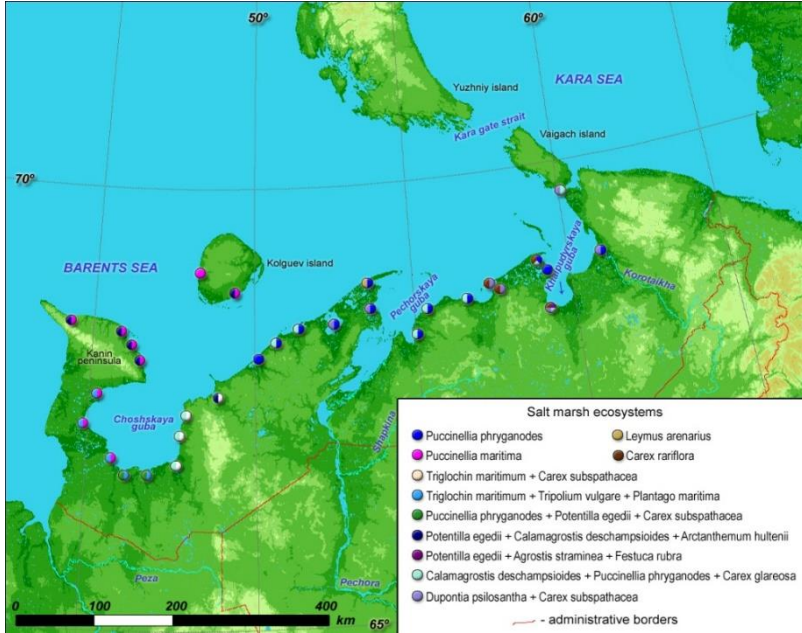 50º
60º
KARA SEA
Yuzhniy island
Kara gate strait
Vaigach island
70º
BARENTS SEA
Kolguev island
Pechorskaya
guba
Khaipudyrskaya
guba
Korotaikha
Kanin
peninsula
Choshskaya
guba
Shapkina
Peza
Pechora
Salt marsh ecosystems
Puccinellia phryganodes
Leymus arenarius
Puccinellia maritima
Carex rariflora
Triglochin maritimum + Carex subspathacea
Triglochin maritimum + Tripolium vulgare + Plantago maritima
Puccinellia phryganodes + Potentilla egedii + Carex subspathacea
Potentilla egedii + Calamagrostis deschampsioides + Arctanthemum hultenii
Potentilla egedii + Agrostis straminea + Festuca rubra
Calamagrostis deschampsioides + Puccinellia phryganodes + Carex glareosa
Dupontia psilosantha + Carex subspathacea
- administrative borders
0 100 200 400
km
65º